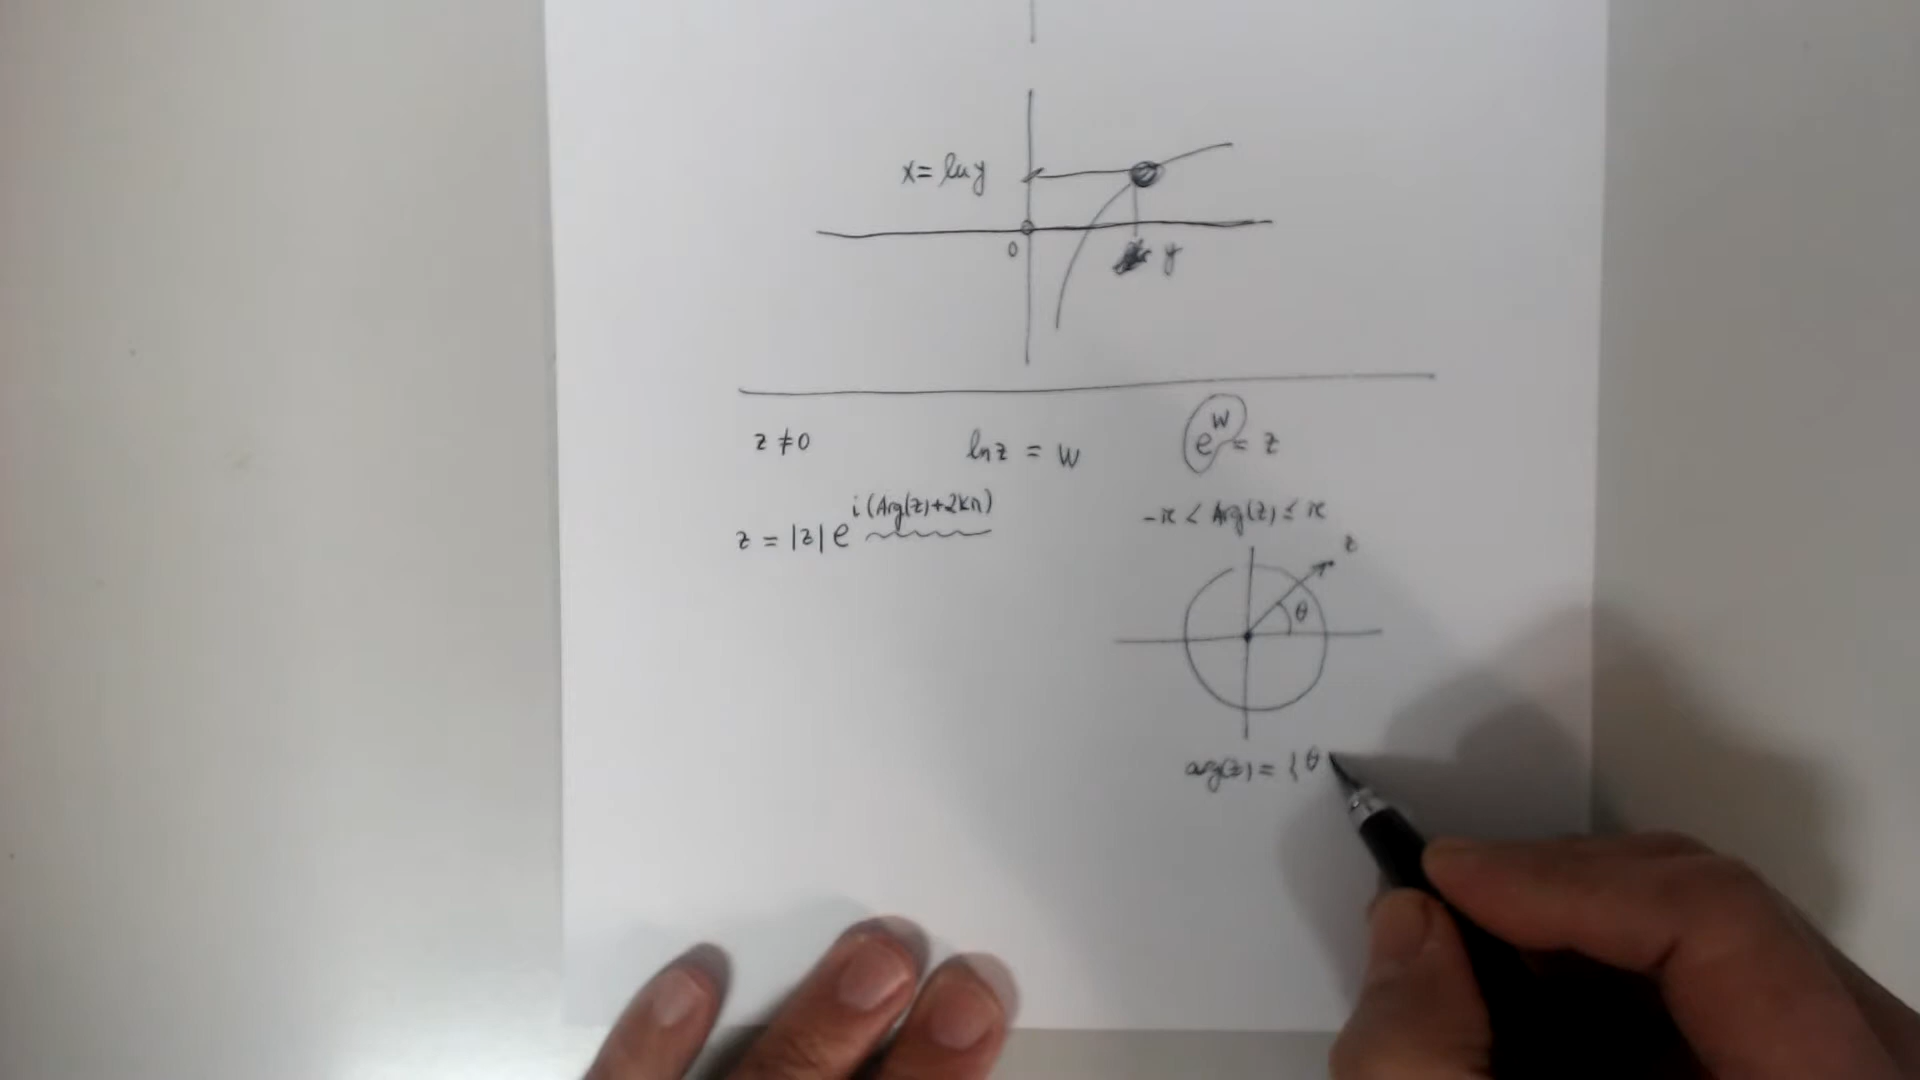 x = ln y
0
y
z ≠ 0
ln z = w
e^w = z
z = |z| e^i(Arg(z)+2kπ)
-π < Arg(z) ≤ π
z
θ
arg(z) = { θ